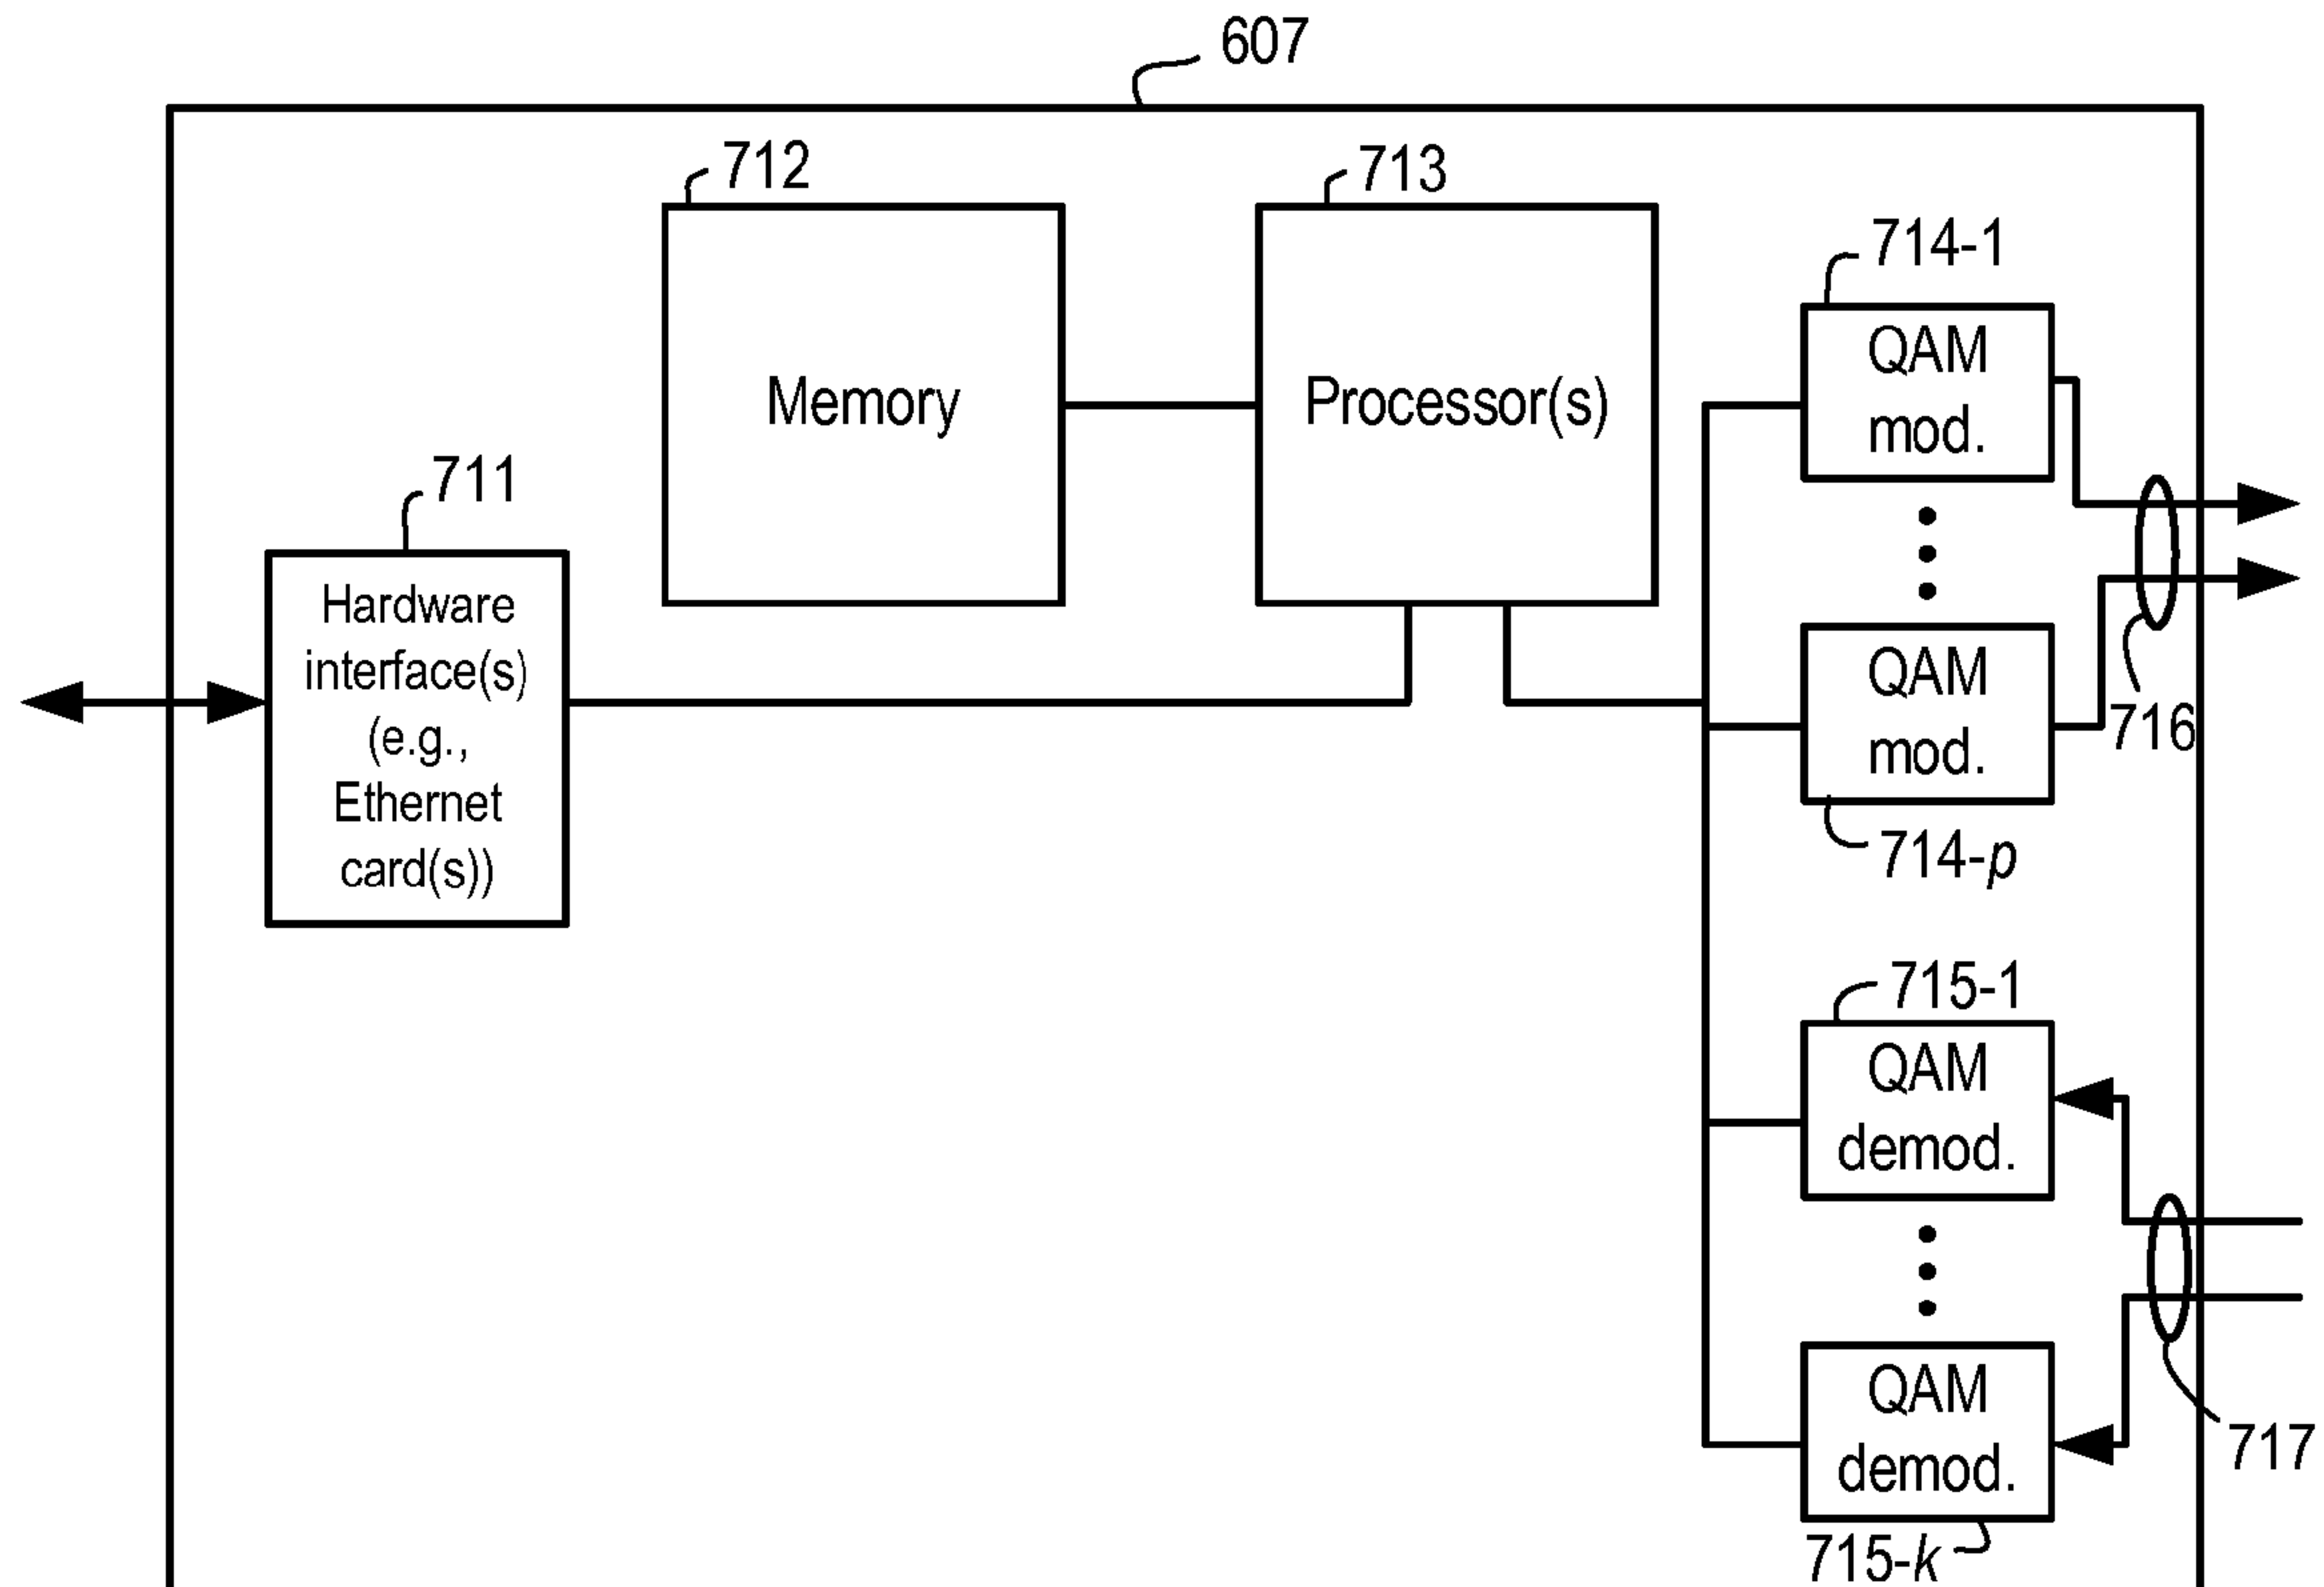 607
712
713
714-1
QAM
mod.
Memory
Processor(s)
711
Hardware
interface(s)
(e.g.,
Ethernet
card(s))
QAM
mod.
716
714-p
715-1
QAM
demod.
QAM
demod.
717
715-k